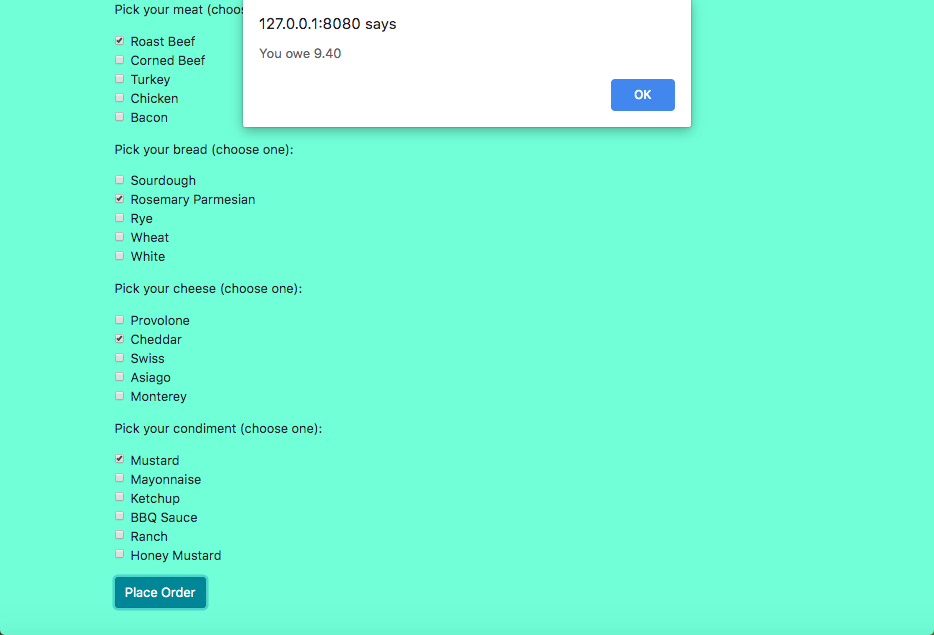 Pick your meat (choo
127.0.0.1:8080 says
You owe 9.40
OK
Roast Beef
Corned Beef
Turkey
Chicken
Bacon
Pick your bread (choose one):
Sourdough
Rosemary Parmesian
Rye
Wheat
White
Pick your cheese (choose one):
Provolone
Cheddar
Swiss
Asiago
Monterey
Pick your condiment (choose one):
Mustard
Mayonnaise
Ketchup
BBQ Sauce
Ranch
Honey Mustard
Place Order